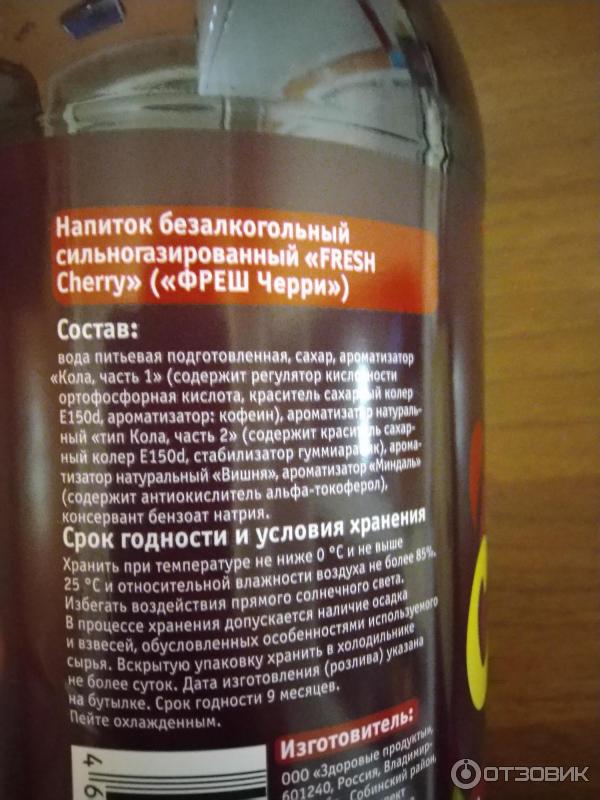 Напиток безалкогольный
сильногазированный «FRESH
Cherry» («ФРЕШ Черри»)
Состав:
вода питьевая подготовленная, сахар, ароматизатор
«Кола, часть 1» (содержит регулятор кислотности
ортофосфорная кислота, краситель сахарный колер
Е150d, ароматизатор: кофеин), ароматизатор натураль-
ный «тип Кола, часть 2» (содержит краситель сахар-
ный колер Е150d, стабилизатор гуммиарабик), арома-
тизатор натуральный «Вишня», ароматизатор «Миндаль»
(содержит антиокислитель альфа-токоферол),
консервант бензоат натрия.
Срок годности и условия хранения
Хранить при температуре не ниже 0 °С и не выше
25 °С и относительной влажности воздуха не более 85%.
Избегать воздействия прямого солнечного света.
В процессе хранения допускается наличие осадка
и взвесей, обусловленных особенностями используемого
сырья. Вскрытую упаковку хранить в холодильнике
не более суток. Дата изготовления (розлива) указана
на бутылке. Срок годности 9 месяцев.
Пейте охлажденным.
Изготовитель:
ООО «Здоровые продукты»,
601240, Россия, Владимир-
Собинский район,
4 6
ОТЗОВИК